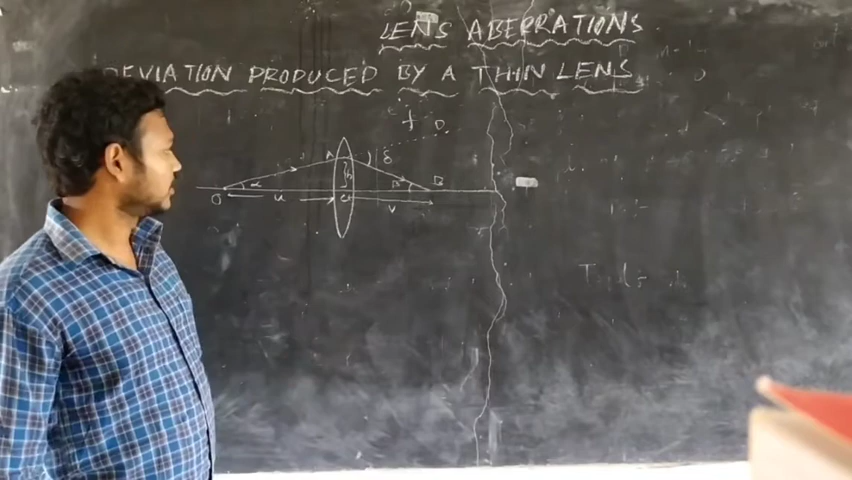 LENS ABERRATIONS
DEVIATION PRODUCED BY A THIN LENS
A
δ
α
h
B
O
u
C
v